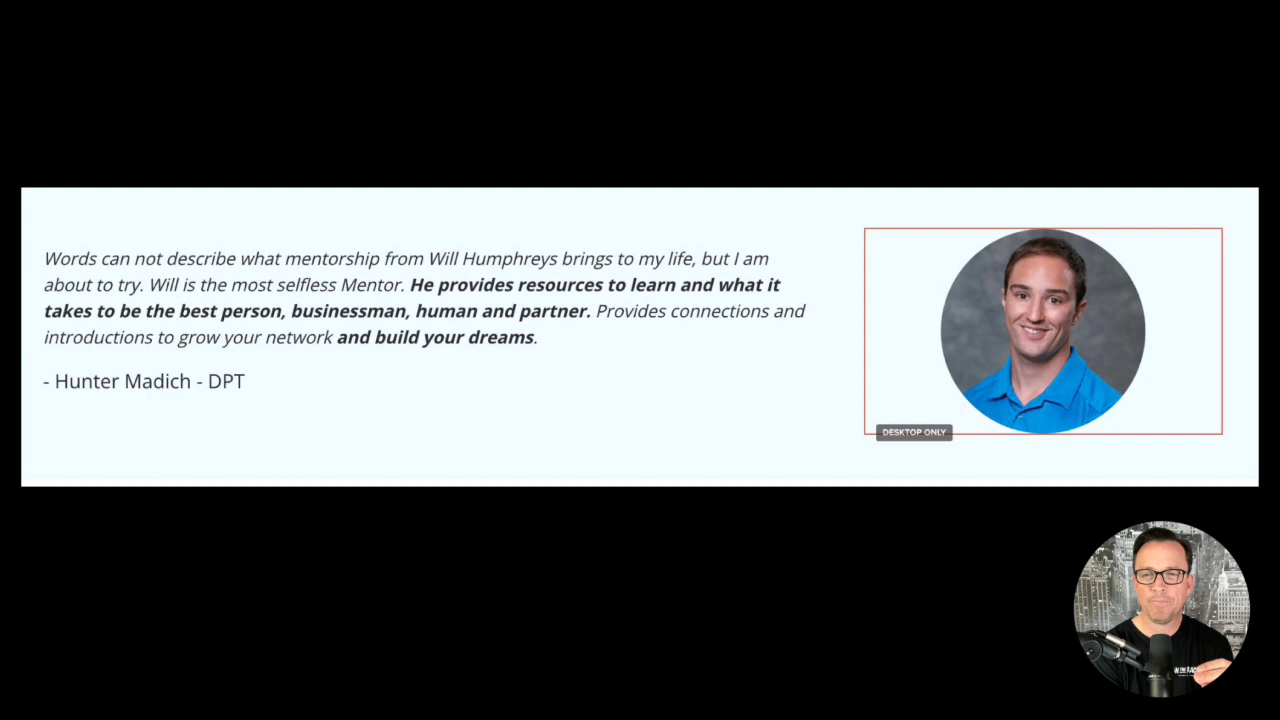 Words can not describe what mentorship from Will Humphreys brings to my life, but I am
about to try. Will is the most selfless Mentor. He provides resources to learn and what it
takes to be the best person, businessman, human and partner. Provides connections and
introductions to grow your network and build your dreams.
- Hunter Madich - DPT
DESKTOP ONLY